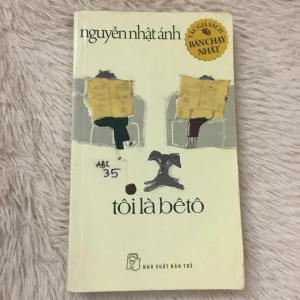 nguyễn nhật ánh
TÁC GIẢ SÁCH
BÁN CHẠY
NHẤT
ABC
35
tôi là bêtô
NHÀ XUẤT BẢN TRẺ